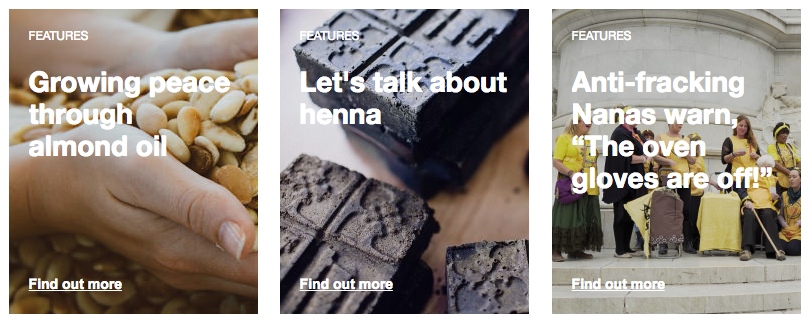 FEATURES
Growing peace
through
almond oil
Find out more
FEATURES
Let's talk about
henna
Find out more
FEATURES
Anti-fracking
Nanas warn,
“The oven
gloves are off!”
Find out more